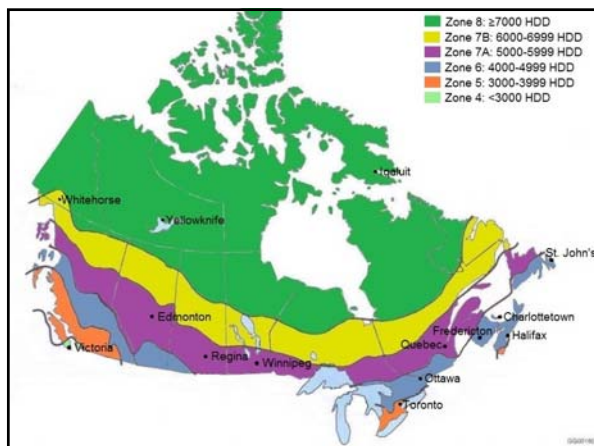 Zone 8: ≥7000 HDD
Zone 7B: 6000-6999 HDD
Zone 7A: 5000-5999 HDD
Zone 6: 4000-4999 HDD
Zone 5: 3000-3999 HDD
Zone 4: <3000 HDD
Iqaluit
Whitehorse
Yellowknife
St. John's
Edmonton
Charlottetown
Fredericton
Halifax
Quebec
Victoria
Regina
Winnipeg
Ottawa
Toronto